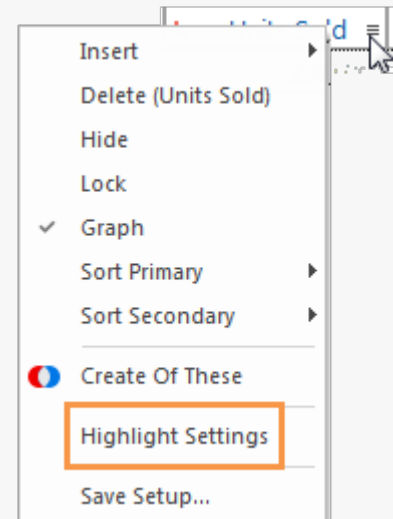 Units Sold
Insert
Delete (Units Sold)
Hide
Lock
Graph
Sort Primary
Sort Secondary
Create Of These
Highlight Settings
Save Setup...